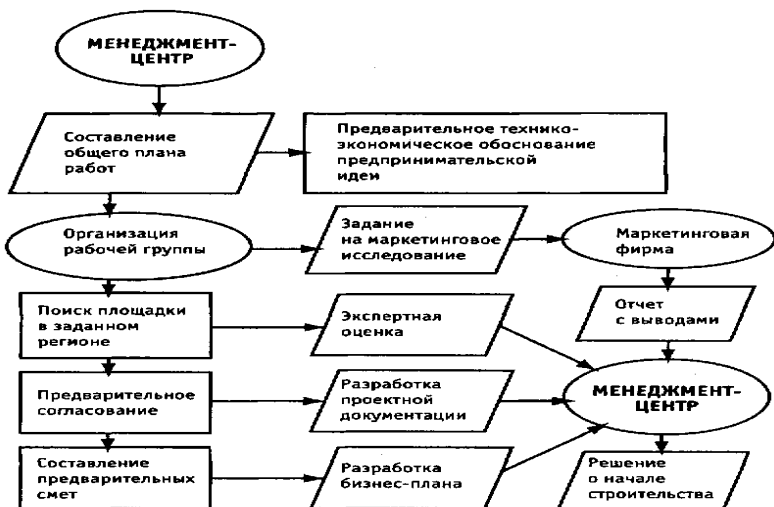 МЕНЕДЖМЕНТ-
ЦЕНТР
Составление
общего плана
работ
Предварительное технико-
экономическое обоснование
предпринимательской
идеи
Организация
рабочей группы
Задание
на маркетинговое
исследование
Маркетинговая
фирма
Поиск площадки
в заданном
регионе
Экспертная
оценка
Отчет
с выводами
Предварительное
согласование
Разработка
проектной
документации
МЕНЕДЖМЕНТ-
ЦЕНТР
Составление
предварительных
смет
Разработка
бизнес-плана
Решение
о начале
строительства